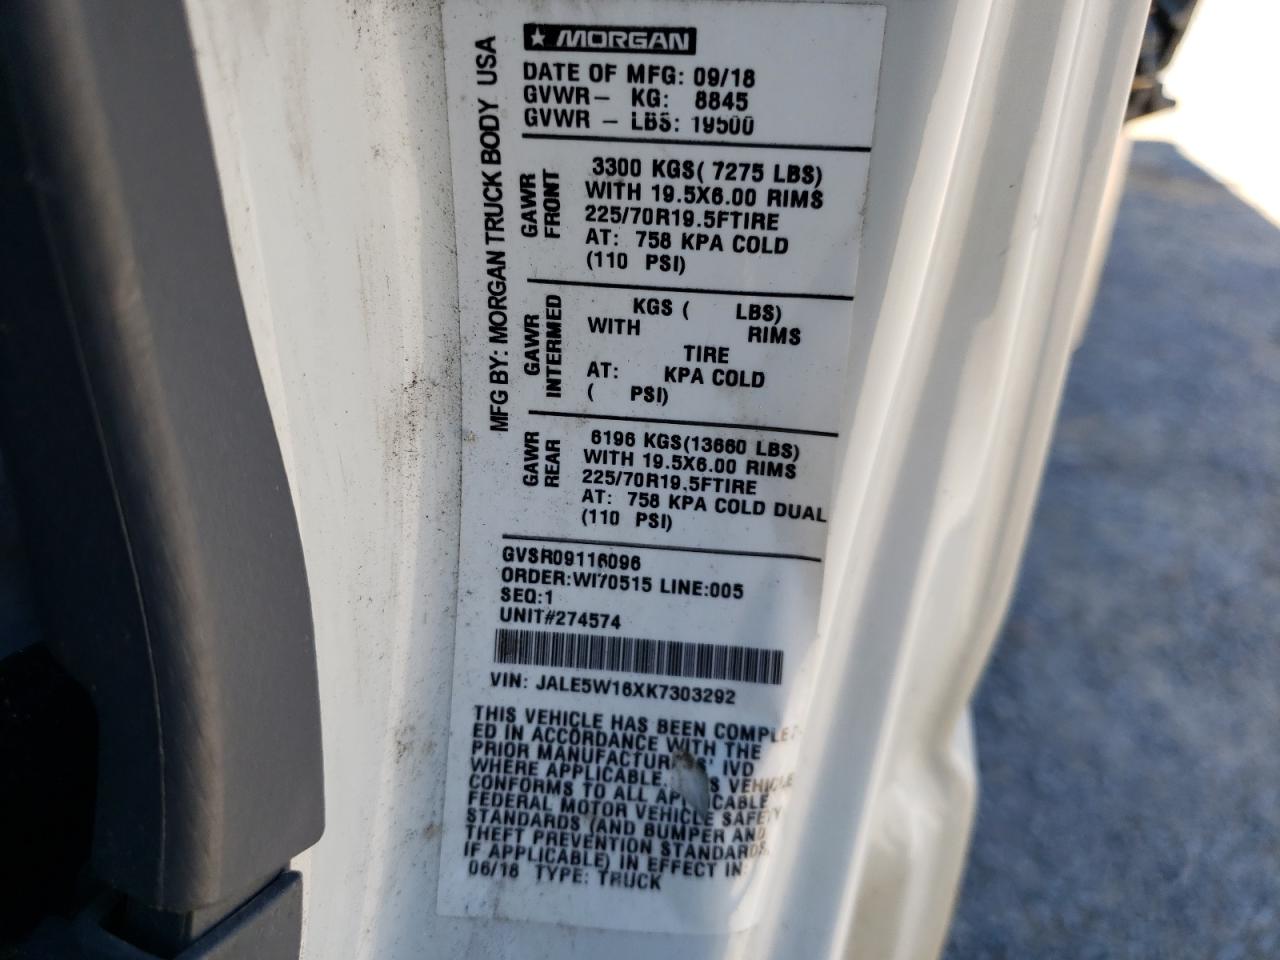 MORGAN
MFG BY: MORGAN TRUCK BODY USA
DATE OF MFG: 09/18
GVWR— KG: 8845
GVWR — LBS: 19500
GAWR
FRONT
3300 KGS( 7275 LBS)
WITH 19.5X6.00 RIMS
225/70R19.5FTIRE
AT: 758 KPA COLD
(110 PSI)
GAWR
INTERMED
KGS ( LBS)
WITH RIMS
TIRE
AT: KPA COLD
( PSI)
GAWR
REAR
6196 KGS(13660 LBS)
WITH 19.5X6.00 RIMS
225/70R19.5FTIRE
AT: 758 KPA COLD DUAL
(110 PSI)
GVSR09116096
ORDER:WI70515 LINE:005
SEQ:1
UNIT#274574
VIN: JALE5W16XK7303292
THIS VEHICLE HAS BEEN COMPLET-
ED IN ACCORDANCE WITH THE
PRIOR MANUFACTURERS' IVD
WHERE APPLICABLE. VEHICLE
CONFORMS TO ALL APPLICABLE
FEDERAL MOTOR VEHICLE SAFETY
STANDARDS (AND BUMPER AND
THEFT PREVENTION STANDARDS,
IF APPLICABLE) IN EFFECT IN:
06/18 TYPE: TRUCK